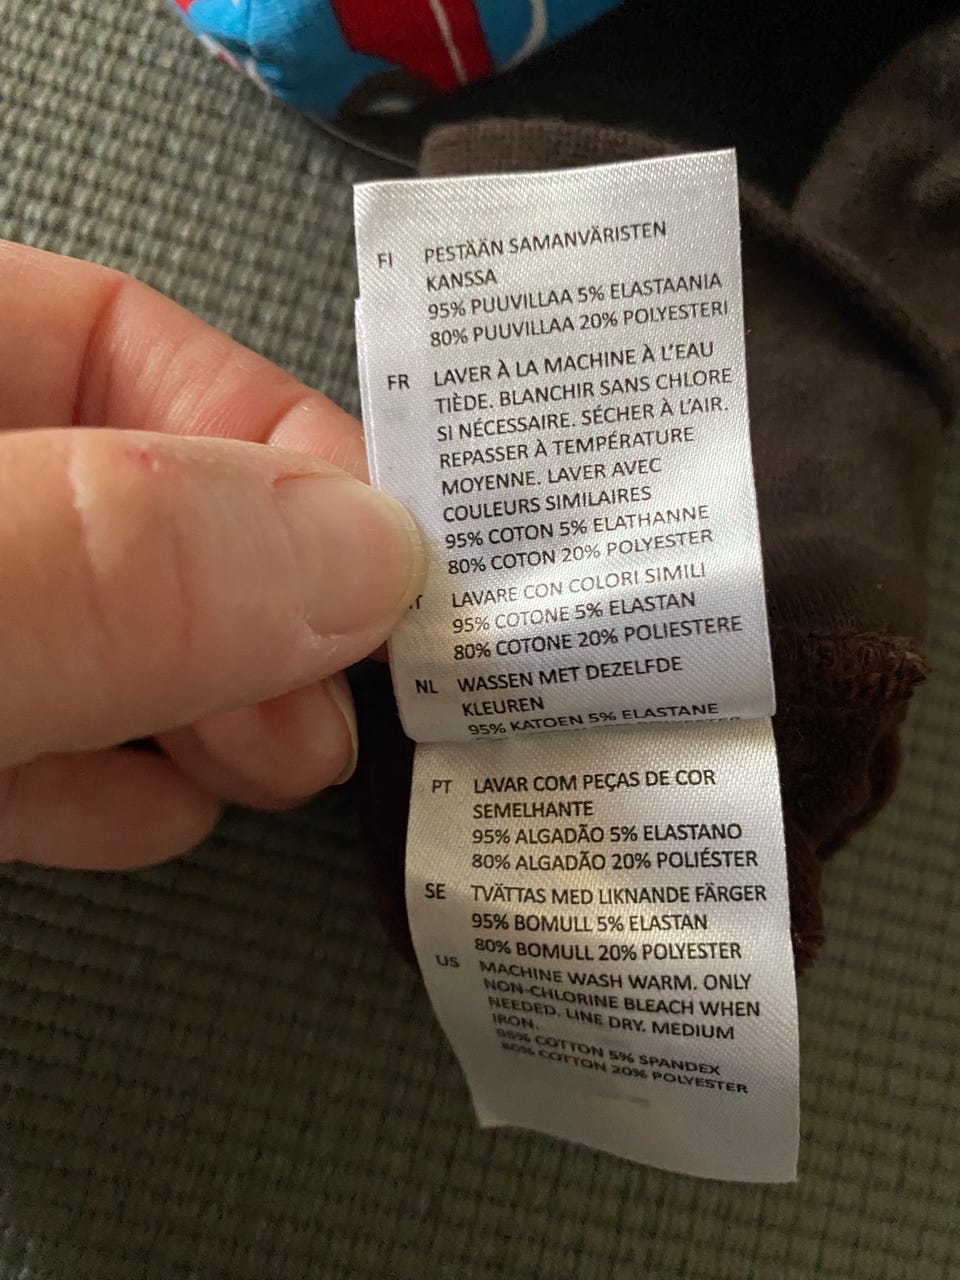 FI PESTÄÄN SAMANVÄRISTEN
KANSSA
95% PUUVILLAA 5% ELASTAANIA
80% PUUVILLAA 20% POLYESTERI
FR LAVER À LA MACHINE À L'EAU
TIÈDE. BLANCHIR SANS CHLORE
SI NÉCESSAIRE. SÉCHER À L'AIR.
REPASSER À TEMPÉRATURE
MOYENNE. LAVER AVEC
COULEURS SIMILAIRES
95% COTON 5% ELATHANNE
80% COTON 20% POLYESTER
LAVARE CON COLORI SIMILI
95% COTONE 5% ELASTAN
80% COTONE 20% POLIESTERE
NL WASSEN MET DEZELFDE
KLEUREN
95% KATOEN 5% ELASTANE
PT LAVAR COM PEÇAS DE COR
SEMELHANTE
95% ALGADÃO 5% ELASTANO
80% ALGADÃO 20% POLIÉSTER
SE TVÄTTAS MED LIKNANDE FÄRGER
95% BOMULL 5% ELASTAN
80% BOMULL 20% POLYESTER
US MACHINE WASH WARM. ONLY
NON-CHLORINE BLEACH WHEN
NEEDED. LINE DRY. MEDIUM
IRON.
95% COTTON 5% SPANDEX
80% COTTON 20% POLYESTER